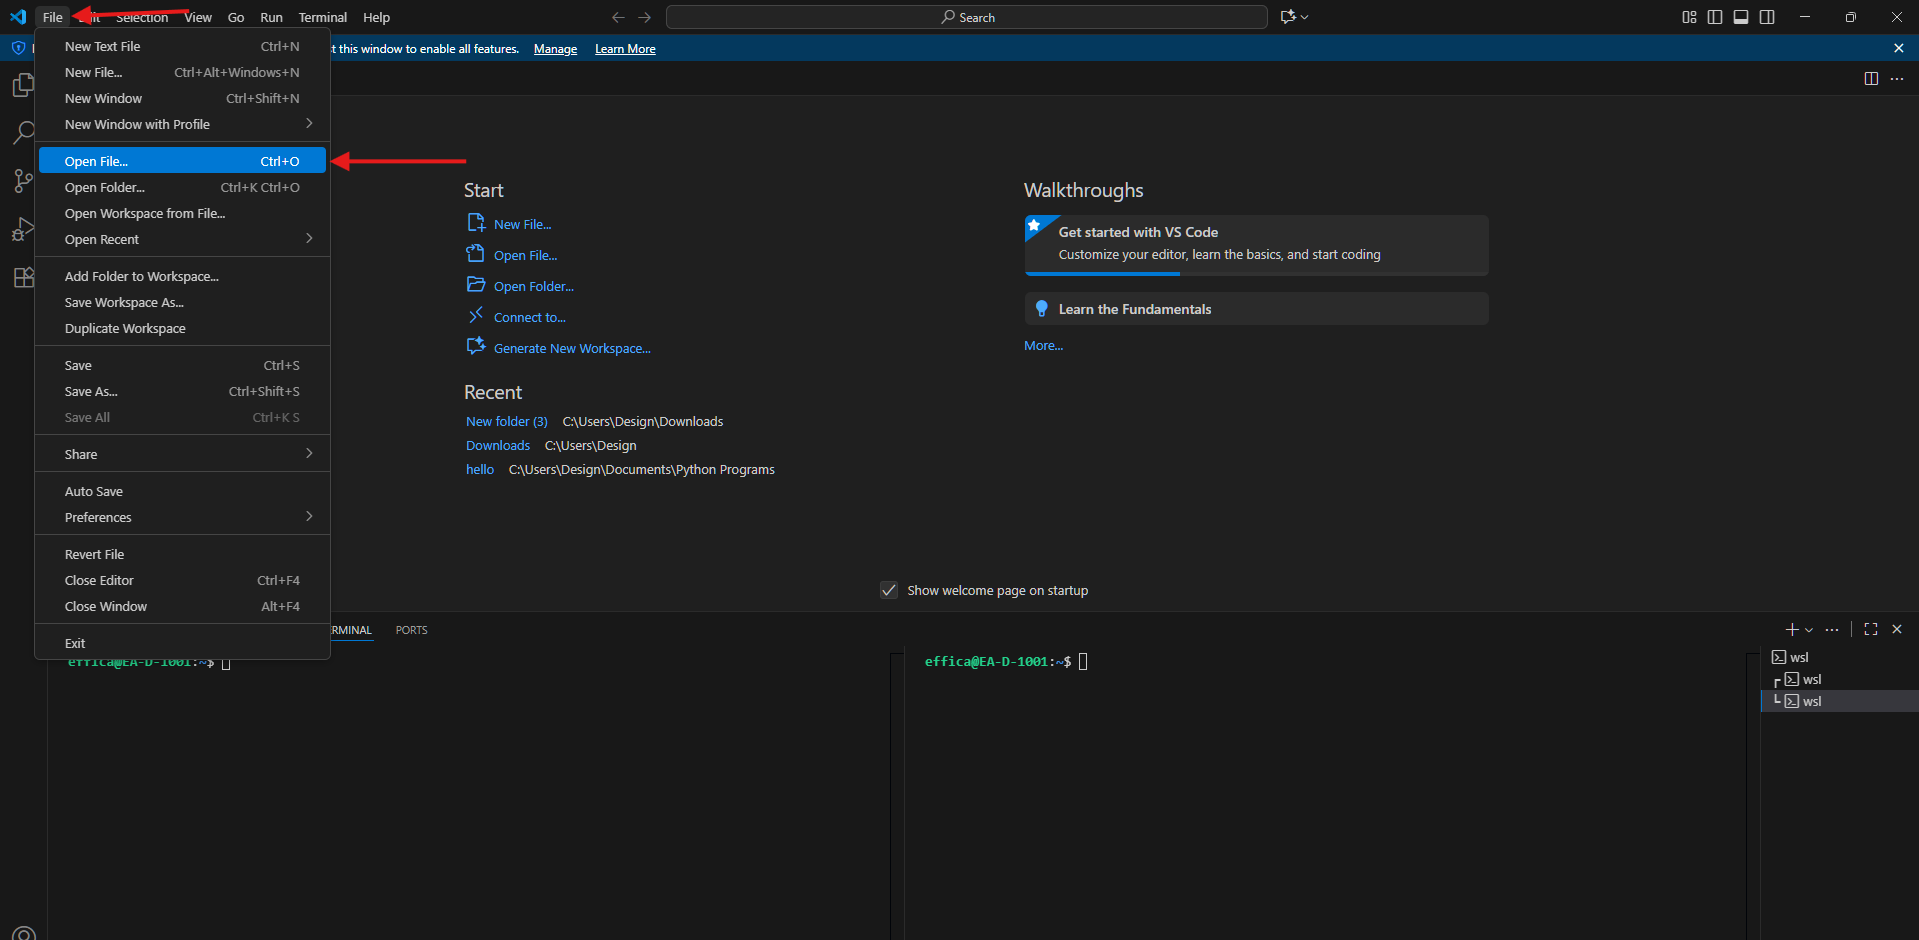 File Selection View Go Run Terminal Help
Search
t this window to enable all features. Manage Learn More
New Text File Ctrl+N
New File... Ctrl+Alt+Windows+N
New Window Ctrl+Shift+N
New Window with Profile
Open File... Ctrl+O
Open Folder... Ctrl+K Ctrl+O
Open Workspace from File...
Open Recent
Add Folder to Workspace...
Save Workspace As...
Duplicate Workspace
Save Ctrl+S
Save As... Ctrl+Shift+S
Save All Ctrl+K S
Share
Auto Save
Preferences
Revert File
Close Editor Ctrl+F4
Close Window Alt+F4
Exit
Start
New File...
Open File...
Open Folder...
Connect to...
Generate New Workspace...
Recent
New folder (3) C:\Users\Design\Downloads
Downloads C:\Users\Design
hello C:\Users\Design\Documents\Python Programs
Walkthroughs
Get started with VS Code
Customize your editor, learn the basics, and start coding
Learn the Fundamentals
More...
Show welcome page on startup
RMINAL PORTS
effica@EA-D-1001:~$
effica@EA-D-1001:~$
wsl
wsl
wsl